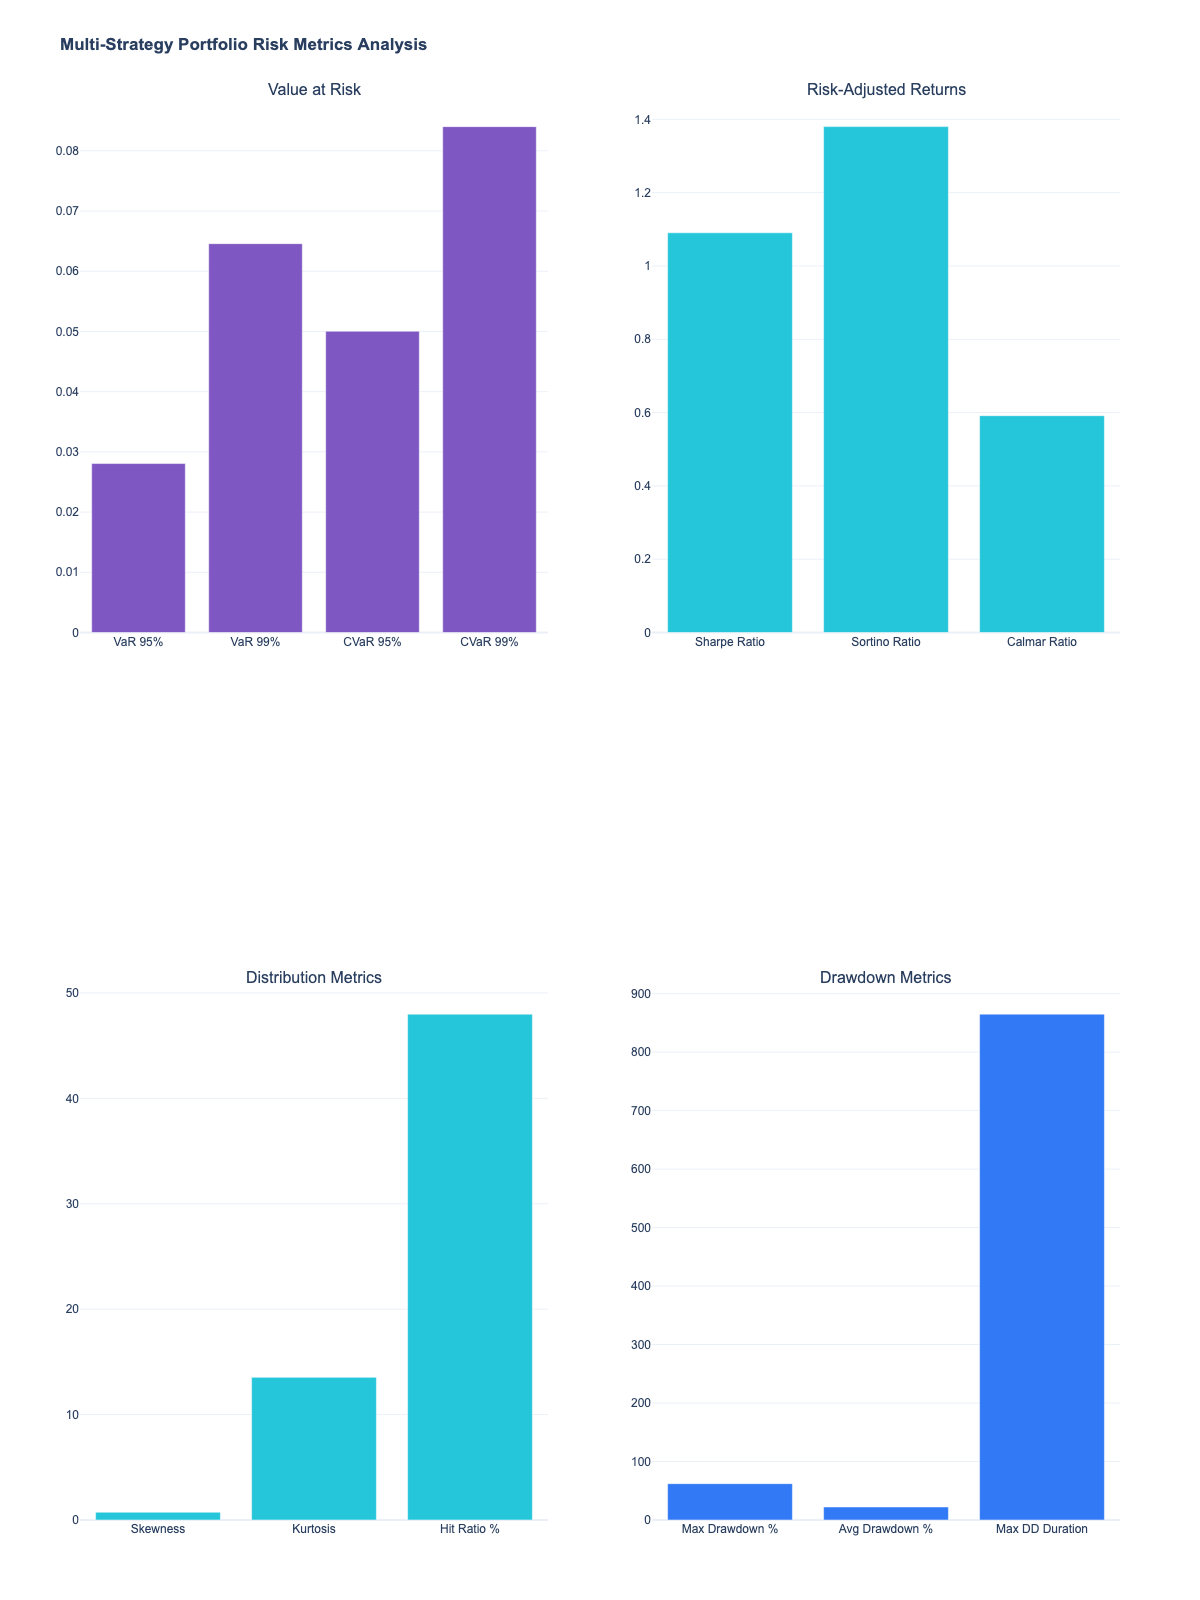 Multi-Strategy Portfolio Risk Metrics Analysis
Value at Risk
0.08
0.07
0.06
0.05
0.04
0.03
0.02
0.01
0
VaR 95%
VaR 99%
CVaR 95%
CVaR 99%
Risk-Adjusted Returns
1.4
1.2
1
0.8
0.6
0.4
0.2
0
Sharpe Ratio
Sortino Ratio
Calmar Ratio
Distribution Metrics
50
40
30
20
10
0
Skewness
Kurtosis
Hit Ratio %
Drawdown Metrics
900
800
700
600
500
400
300
200
100
0
Max Drawdown %
Avg Drawdown %
Max DD Duration